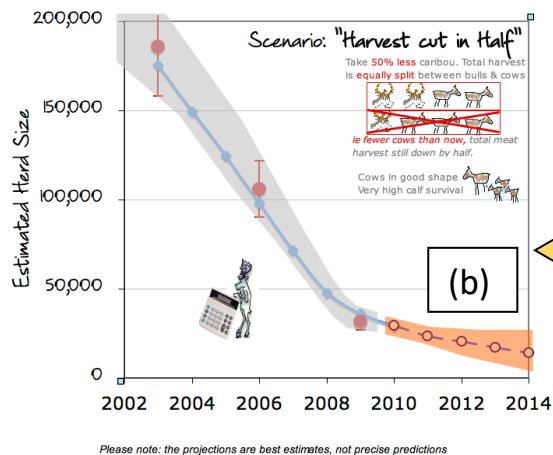 Scenario: "Harvest cut in Half"
Take 50% less caribou. Total harvest
is equally split between bulls & cows
ie fewer cows than now, total meat
harvest still down by half.
Cows in good shape
Very high calf survival
Estimated Herd Size
200,000
150,000
100,000
50,000
0
(b)
2002 2004 2006 2008 2010 2012 2014
Please note: the projections are best estimates, not precise predictions